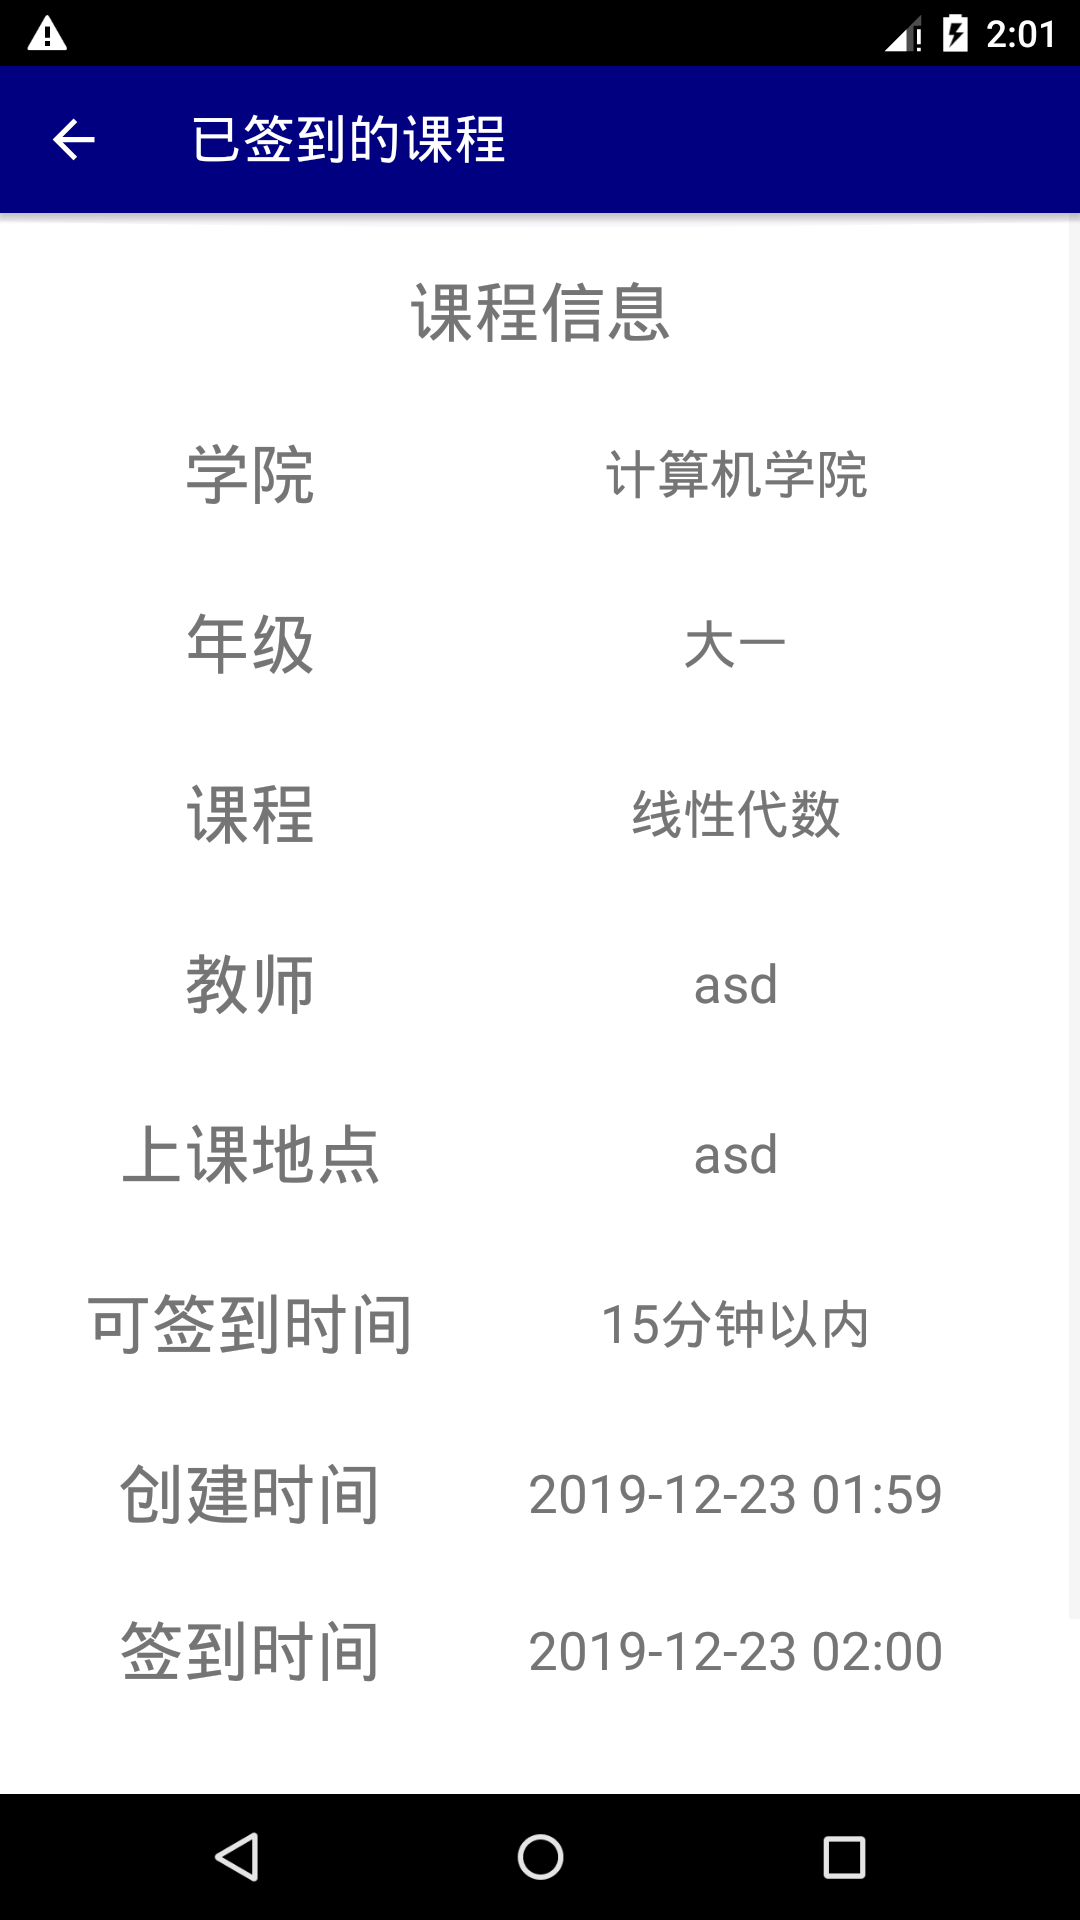 2:01
已签到的课程
课程信息
学院 计算机学院
年级 大一
课程 线性代数
教师 asd
上课地点 asd
可签到时间 15分钟以内
创建时间 2019-12-23 01:59
签到时间 2019-12-23 02:00